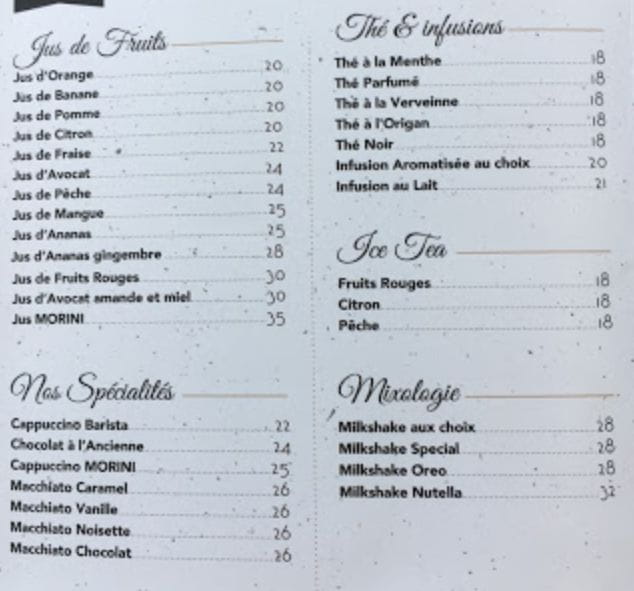 Jus de Fruits
Jus d'Orange 20
Jus de Banane 20
Jus de Pomme 20
Jus de Citron 20
Jus de Fraise 22
Jus d'Avocat 24
Jus de Pêche 24
Jus de Mangue 25
Jus d'Ananas 25
Jus d'Ananas gingembre 28
Jus de Fruits Rouges 30
Jus d'Avocat amande et miel 30
Jus MORINI 35
Nos Spécialités
Cappuccino Barista 22
Chocolat à l'Ancienne 24
Cappuccino MORINI 25
Macchiato Caramel 26
Macchiato Vanille 26
Macchiato Noisette 26
Macchiato Chocolat 26
Thé & infusions
Thé à la Menthe 18
Thé Parfumé 18
Thé à la Verveinne 18
Thé à l'Origan 18
Thé Noir 18
Infusion Aromatisée au choix 20
Infusion au Lait 21
Ice Tea
Fruits Rouges 18
Citron 18
Pêche 18
Mixologie
Milkshake aux choix 28
Milkshake Special 28
Milkshake Oreo 28
Milkshake Nutella 32